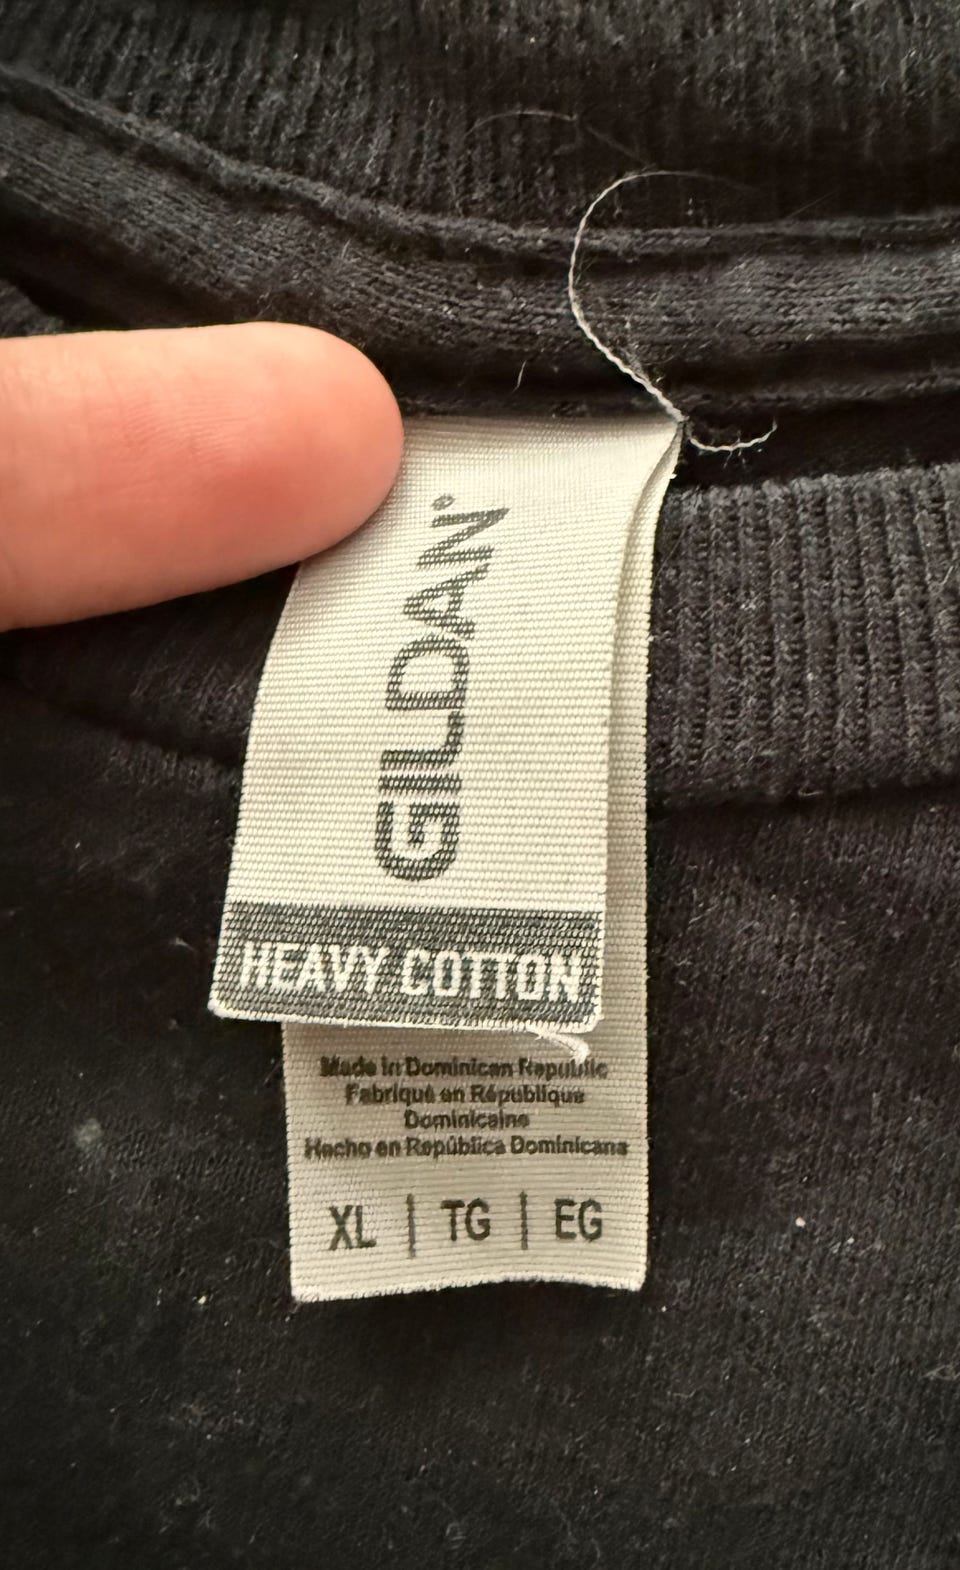 GILDAN®
HEAVY COTTON
Made in Dominican Republic
Fabriqué en République
Dominicaine
Hecho en República Dominicana
XL | TG | EG